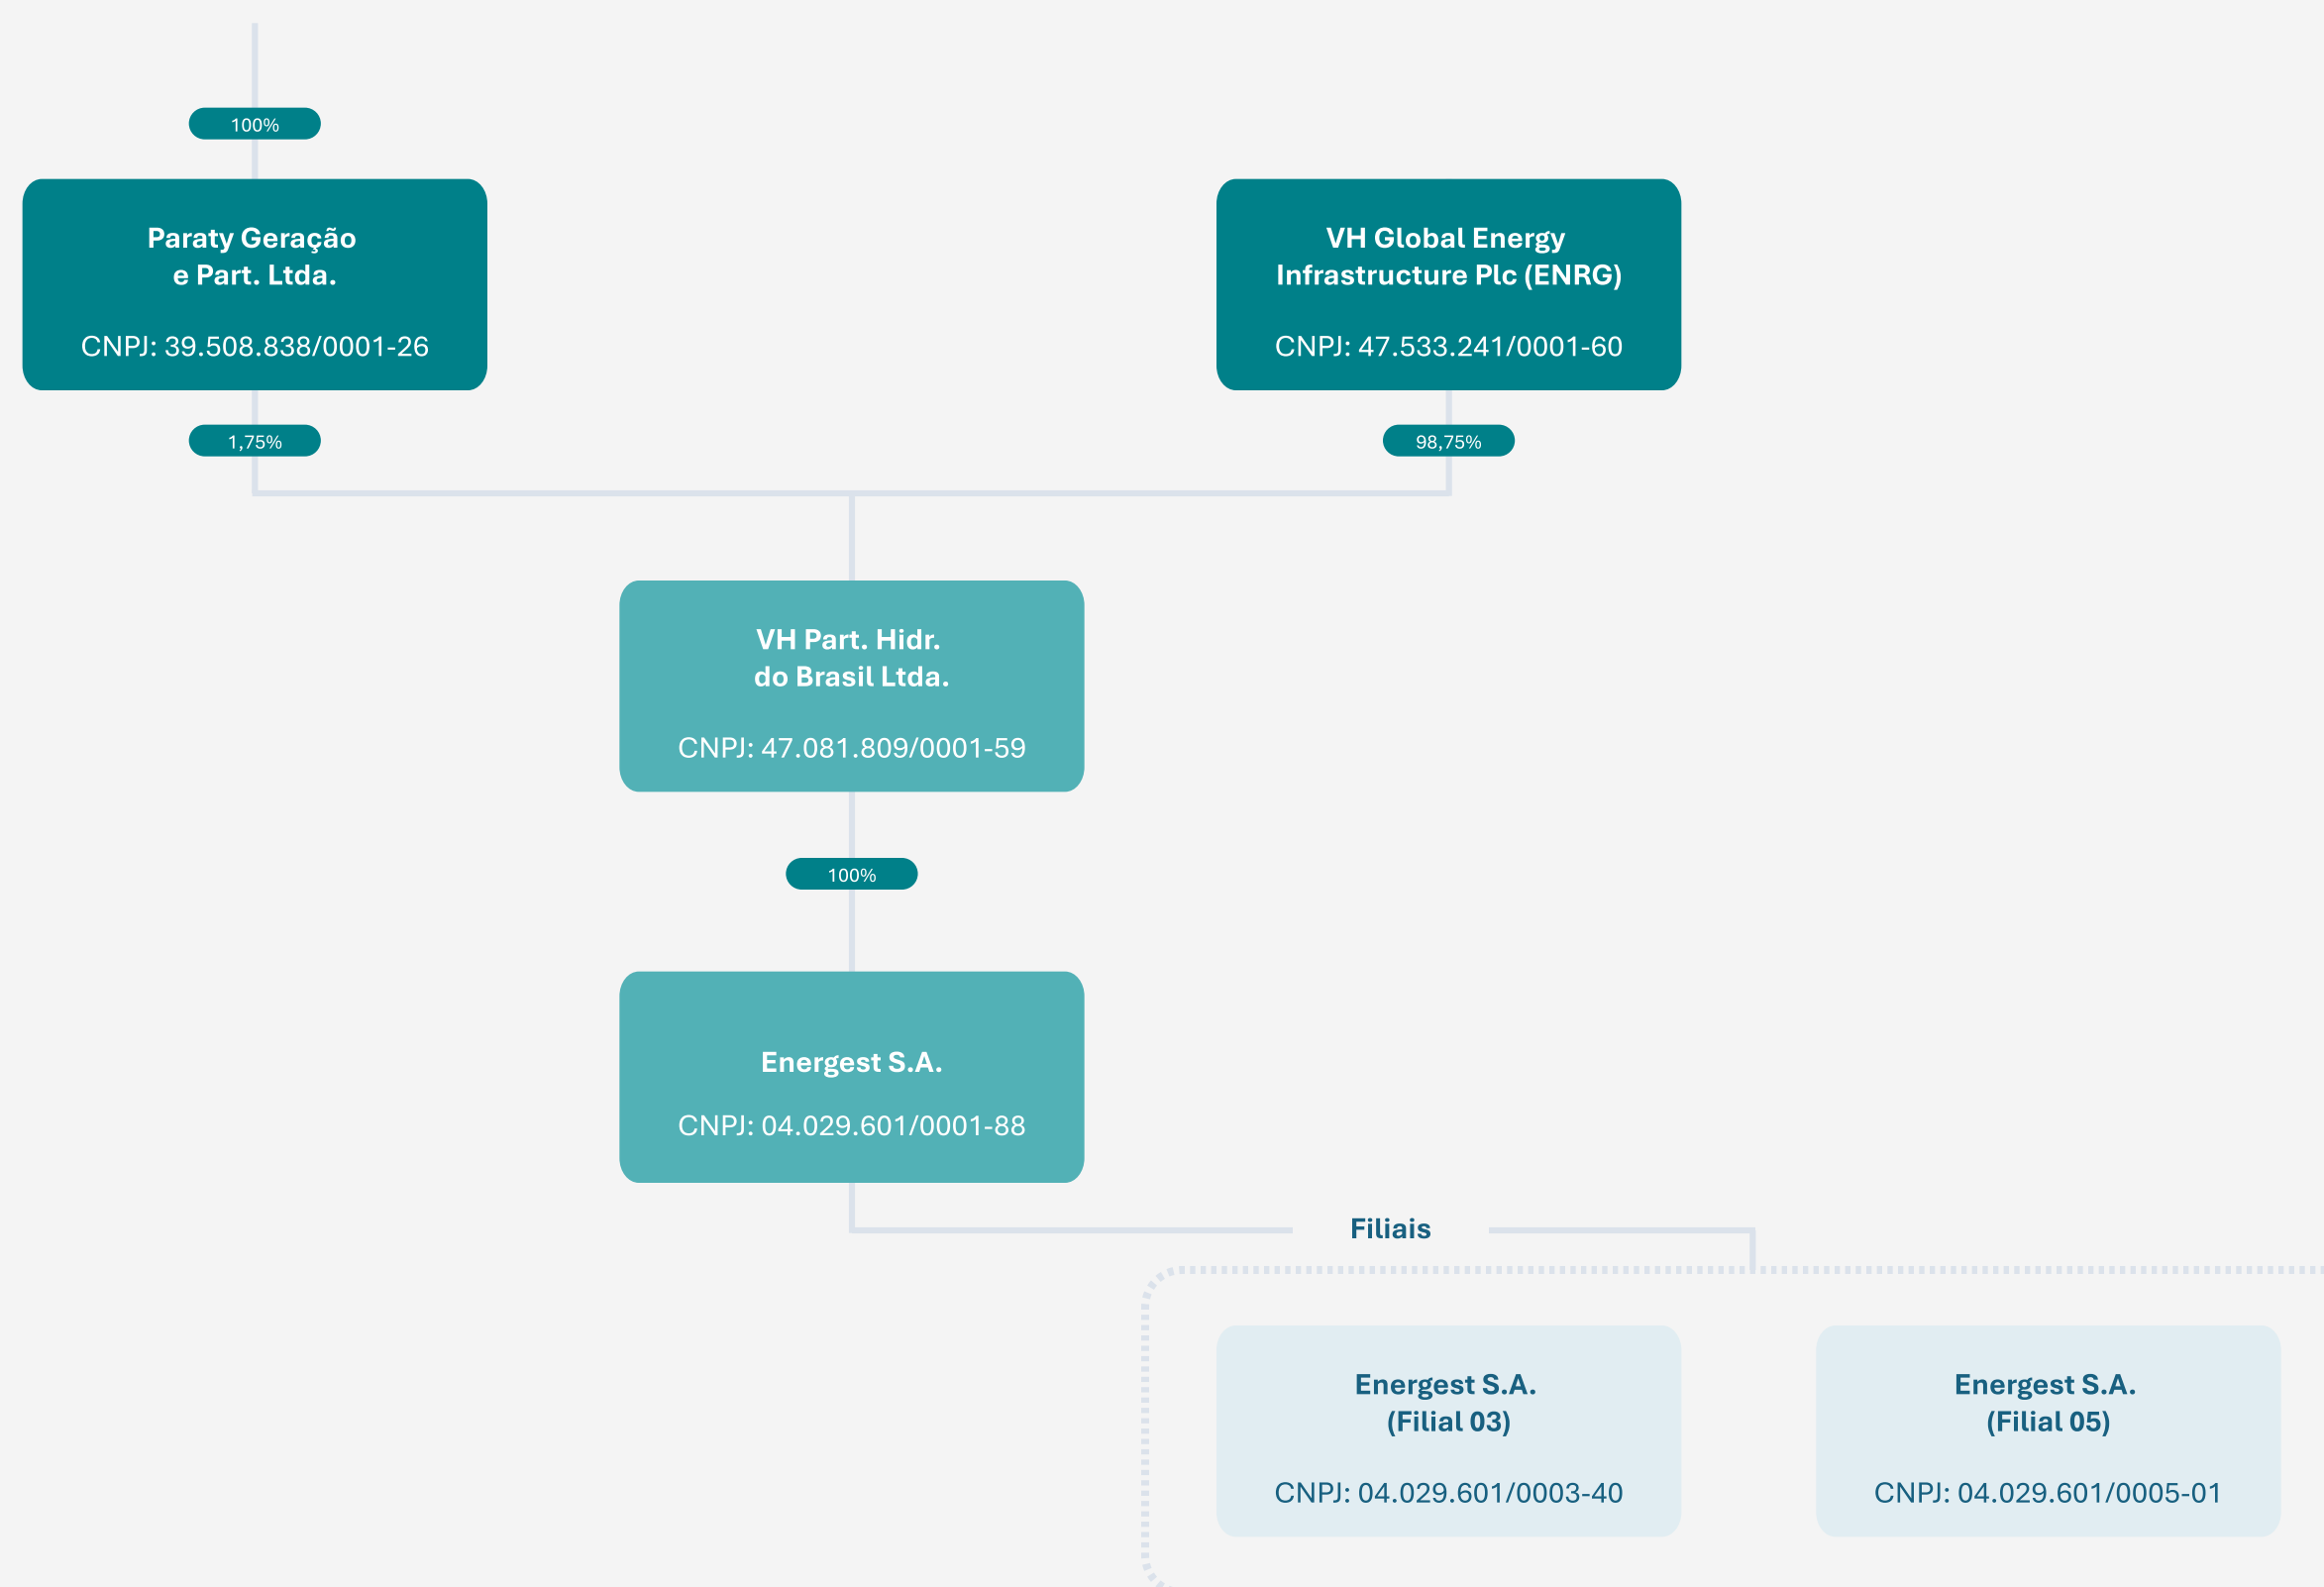 100%
Paraty Geração
e Part. Ltda.
CNPJ: 39.508.838/0001-26
1,75%
VH Global Energy
Infrastructure Plc (ENRG)
CNPJ: 47.533.241/0001-60
98,75%
VH Part. Hidr.
do Brasil Ltda.
CNPJ: 47.081.809/0001-59
100%
Energest S.A.
CNPJ: 04.029.601/0001-88
Filiais
Energest S.A.
(Filial 03)
CNPJ: 04.029.601/0003-40
Energest S.A.
(Filial 05)
CNPJ: 04.029.601/0005-01